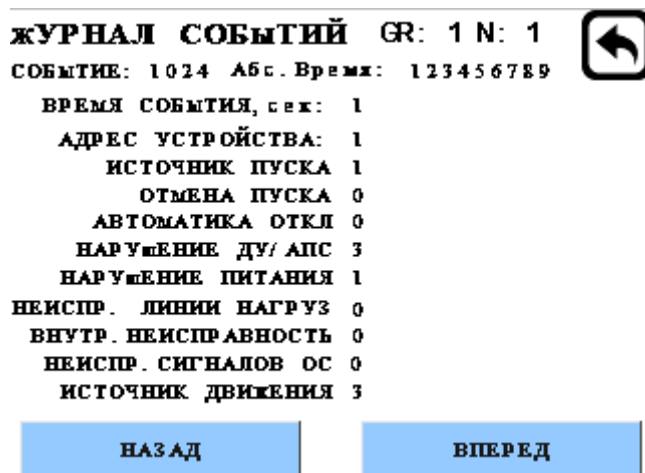 жУРНАЛ СОБЫТИЙ GR: 1 N: 1
СОБЫТИЕ: 1024 Абс.Время: 123456789
ВРЕМЯ СОБЫТИЯ, сек: 1
АДРЕС УСТРОЙСТВА: 1
ИСТОЧНИК ПУСКА 1
ОТМЕНА ПУСКА 0
АВТОМАТИКА ОТКЛ 0
НАРУШЕНИЕ ДУ/АПС 3
НАРУШЕНИЕ ПИТАНИЯ 1
НЕИСПР. ЛИНИИ НАГРУЗ 0
ВНУТР.НЕИСПРАВНОСТЬ 0
НЕИСПР.СИГНАЛОВ ОС 0
ИСТОЧНИК ДВИЖЕНИЯ 3
НАЗАД ВПЕРЕД